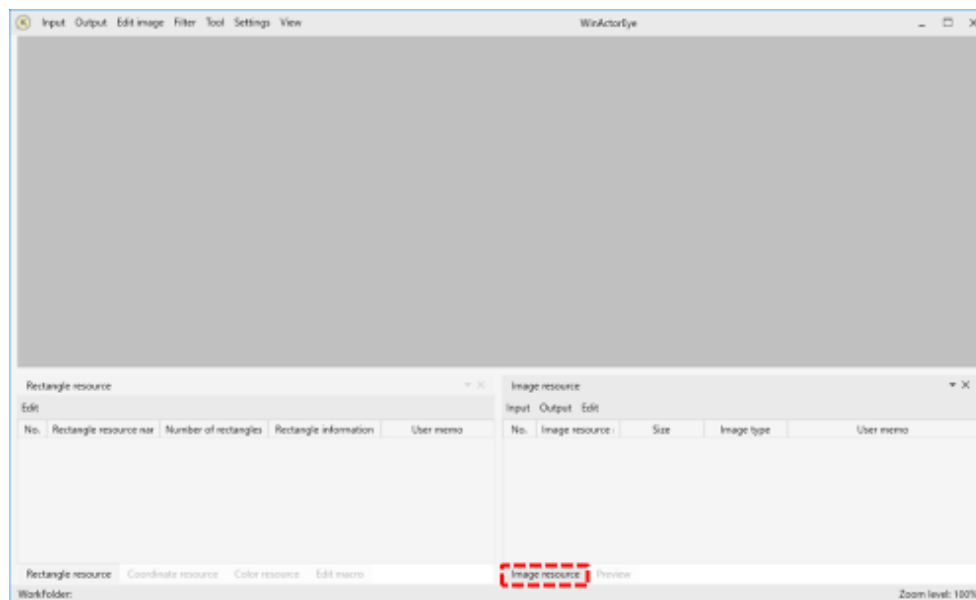 Input Output Edit image Filter Tool Settings View WinActorEye
Rectangle resource
Edit
No. Rectangle resource nar Number of rectangles Rectangle information User memo
Rectangle resource Coordinate resource Color resource Edit macro
Image resource
Input Output Edit
No. Image resource Size Image type User memo
Image resource Preview
WorkFolder: Zoom level: 100%